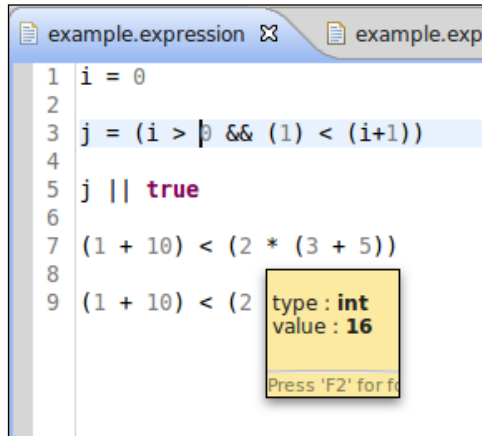 example.expression
example.exp
1 i = 0
2
3 j = (i > 0 && (1) < (i+1))
4
5 j || true
6
7 (1 + 10) < (2 * (3 + 5))
8
9 (1 + 10) < (2
type : int
value : 16
Press 'F2' for fo